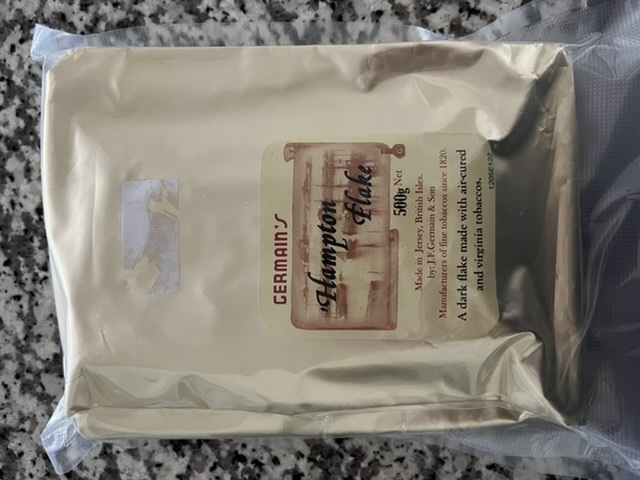 GERMAIN'S
'Hampton
Flake
500g Net
Made in Jersey, British Isles.
by: J.F. Germain & Son
Manufacturers of fine tobaccos since 1820.
A dark flake made with air cured
and virginia tobaccos.